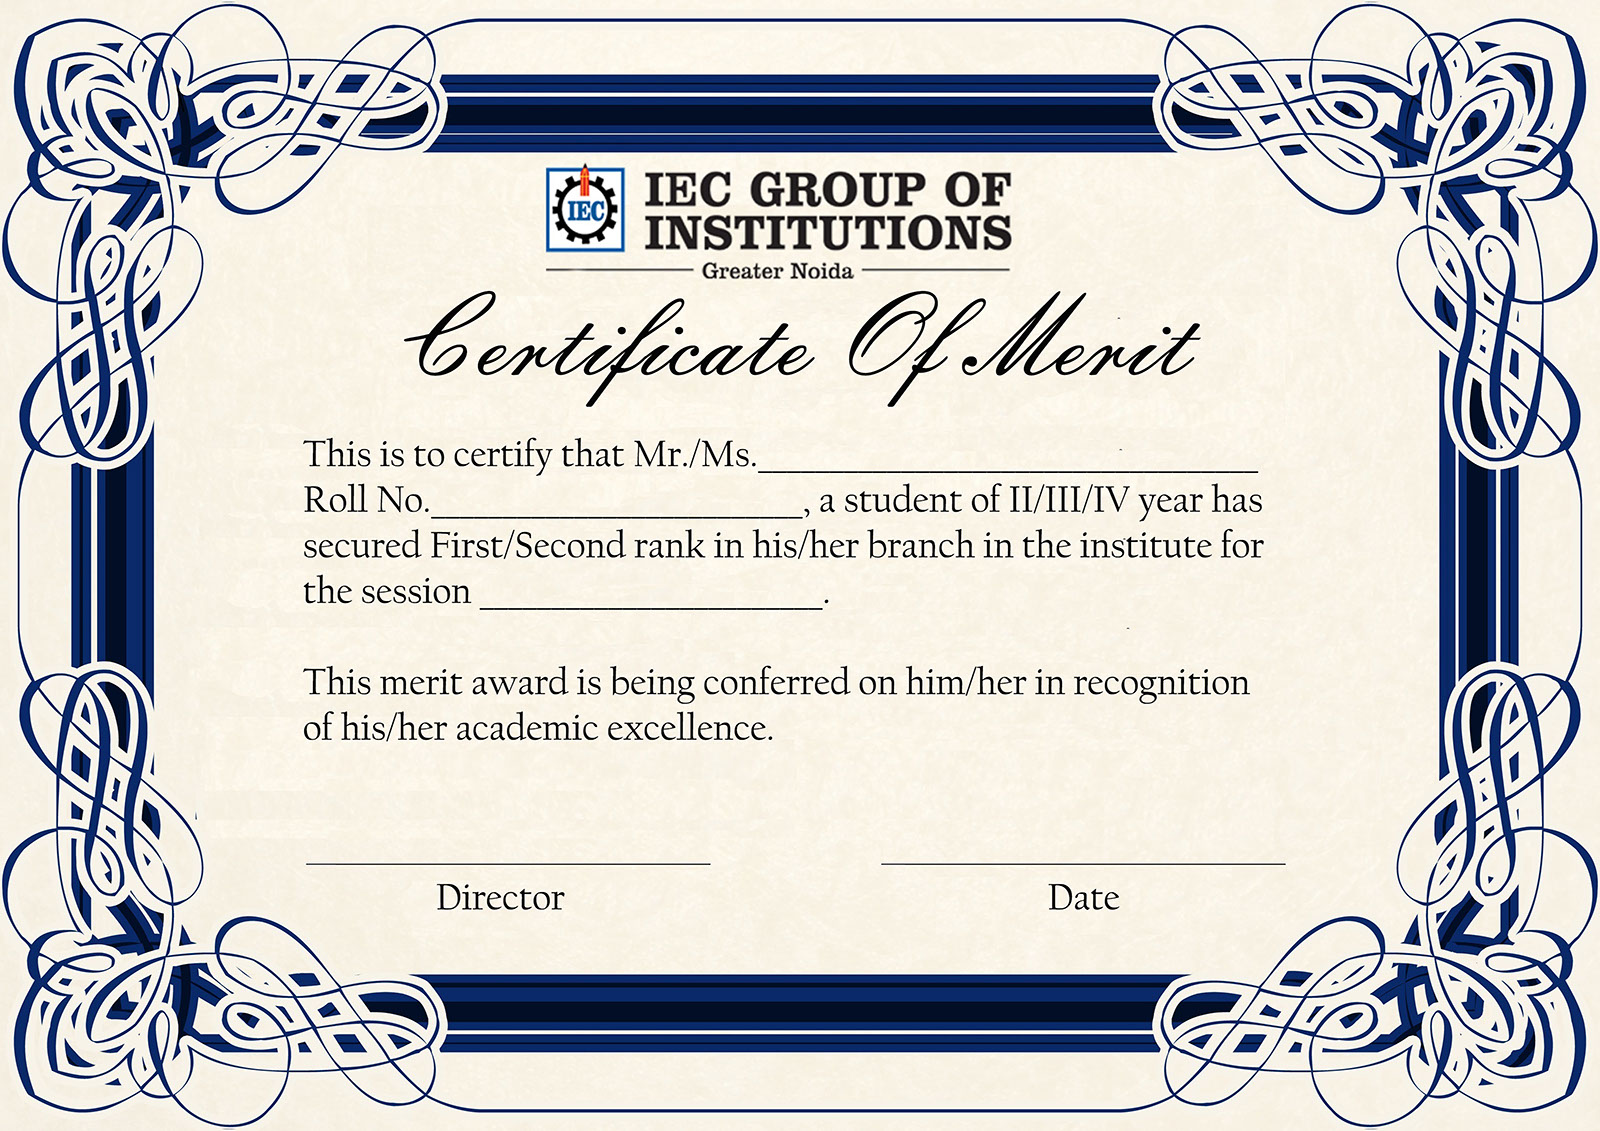 IEC
IEC GROUP OF
INSTITUTIONS
Greater Noida
Certificate Of Merit
This is to certify that Mr./Ms.__________________________
Roll No.____________________, a student of II/III/IV year has
secured First/Second rank in his/her branch in the institute for
the session __________________.
This merit award is being conferred on him/her in recognition
of his/her academic excellence.
Director
Date